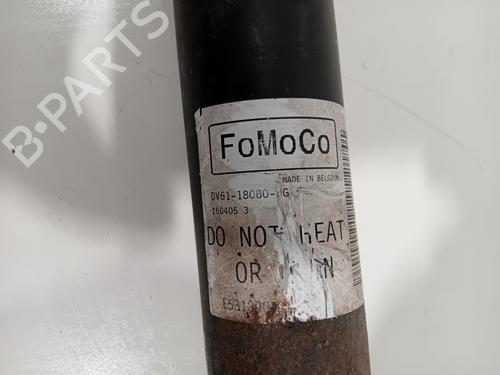 B-PARTS
FoMoCo
MADE IN BELGIUM
DV61-18080- G
160405 3
DO NOT HEAT
OR